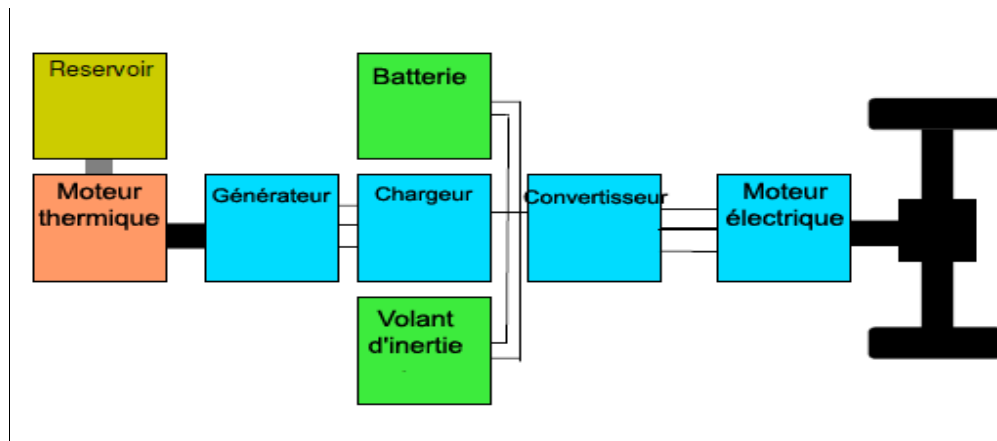 Reservoir
Batterie
Moteur
thermique
Générateur
Chargeur
Convertisseur
Moteur
électrique
Volant
d'inertie